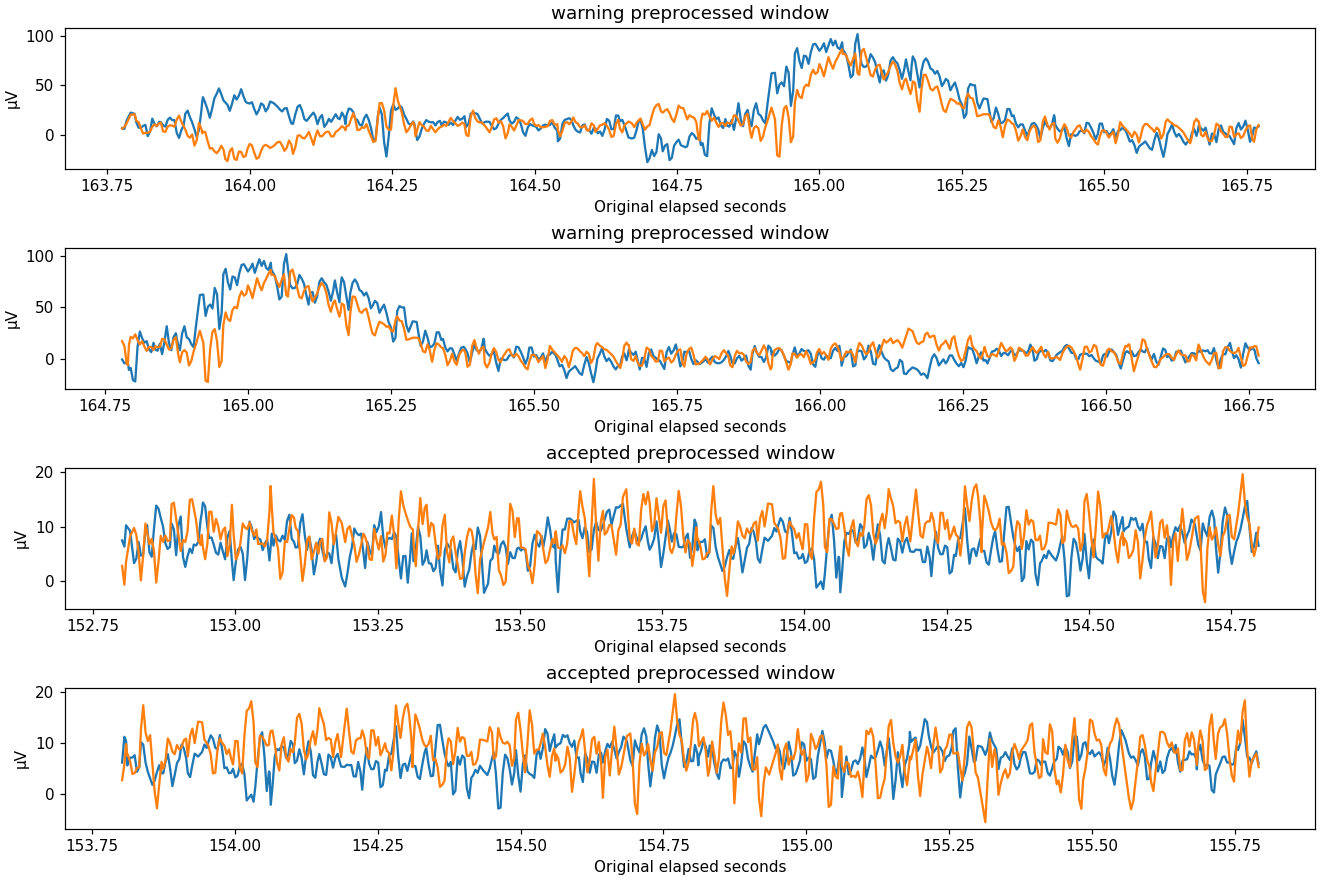 warning preprocessed window
100
50
0
µV
163.75 164.00 164.25 164.50 164.75 165.00 165.25 165.50 165.75
Original elapsed seconds
warning preprocessed window
100
50
0
µV
164.75 165.00 165.25 165.50 165.75 166.00 166.25 166.50 166.75
Original elapsed seconds
accepted preprocessed window
20
10
0
µV
152.75 153.00 153.25 153.50 153.75 154.00 154.25 154.50 154.75
Original elapsed seconds
accepted preprocessed window
20
10
0
µV
153.75 154.00 154.25 154.50 154.75 155.00 155.25 155.50 155.75
Original elapsed seconds